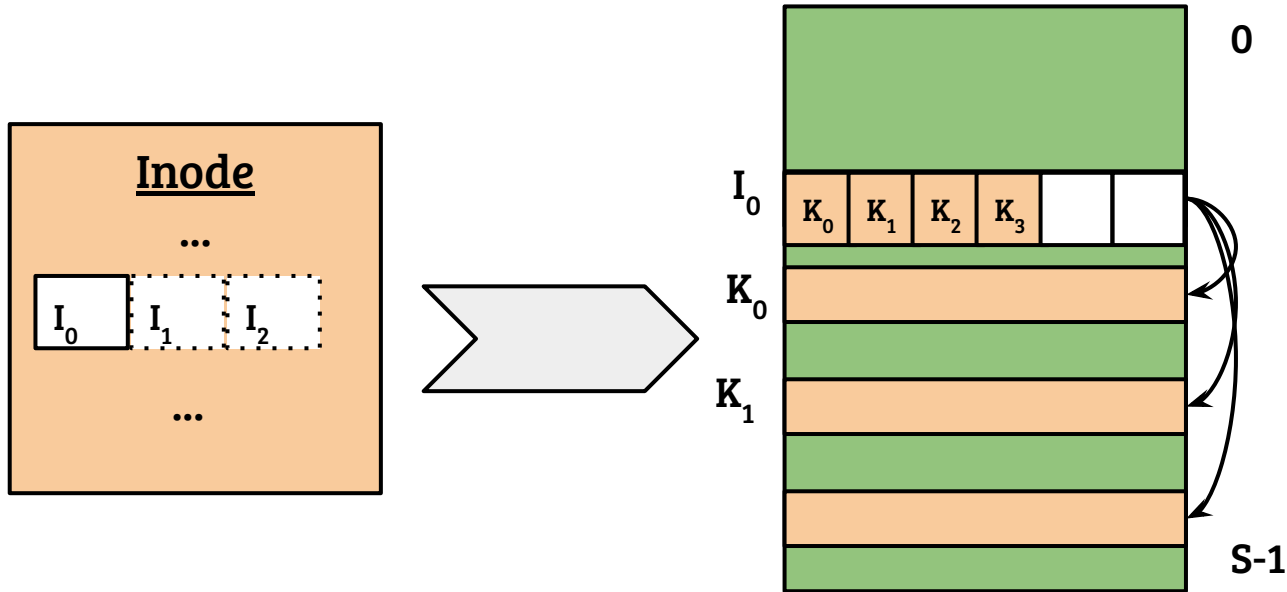 Inode
...
I₀ I₁ I₂
...
0
I₀
K₀ K₁ K₂ K₃
K₀
K₁
S-1